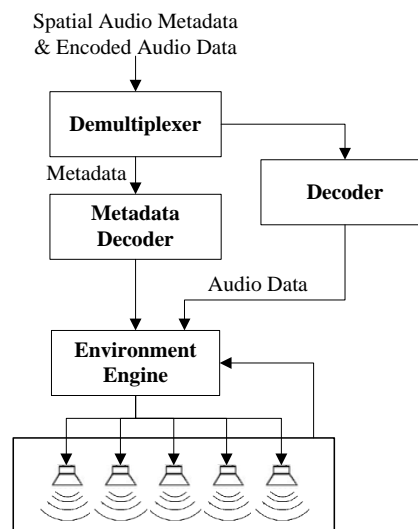 Spatial Audio Metadata
& Encoded Audio Data
Demultiplexer
Metadata
Decoder
Metadata
Decoder
Audio Data
Environment
Engine